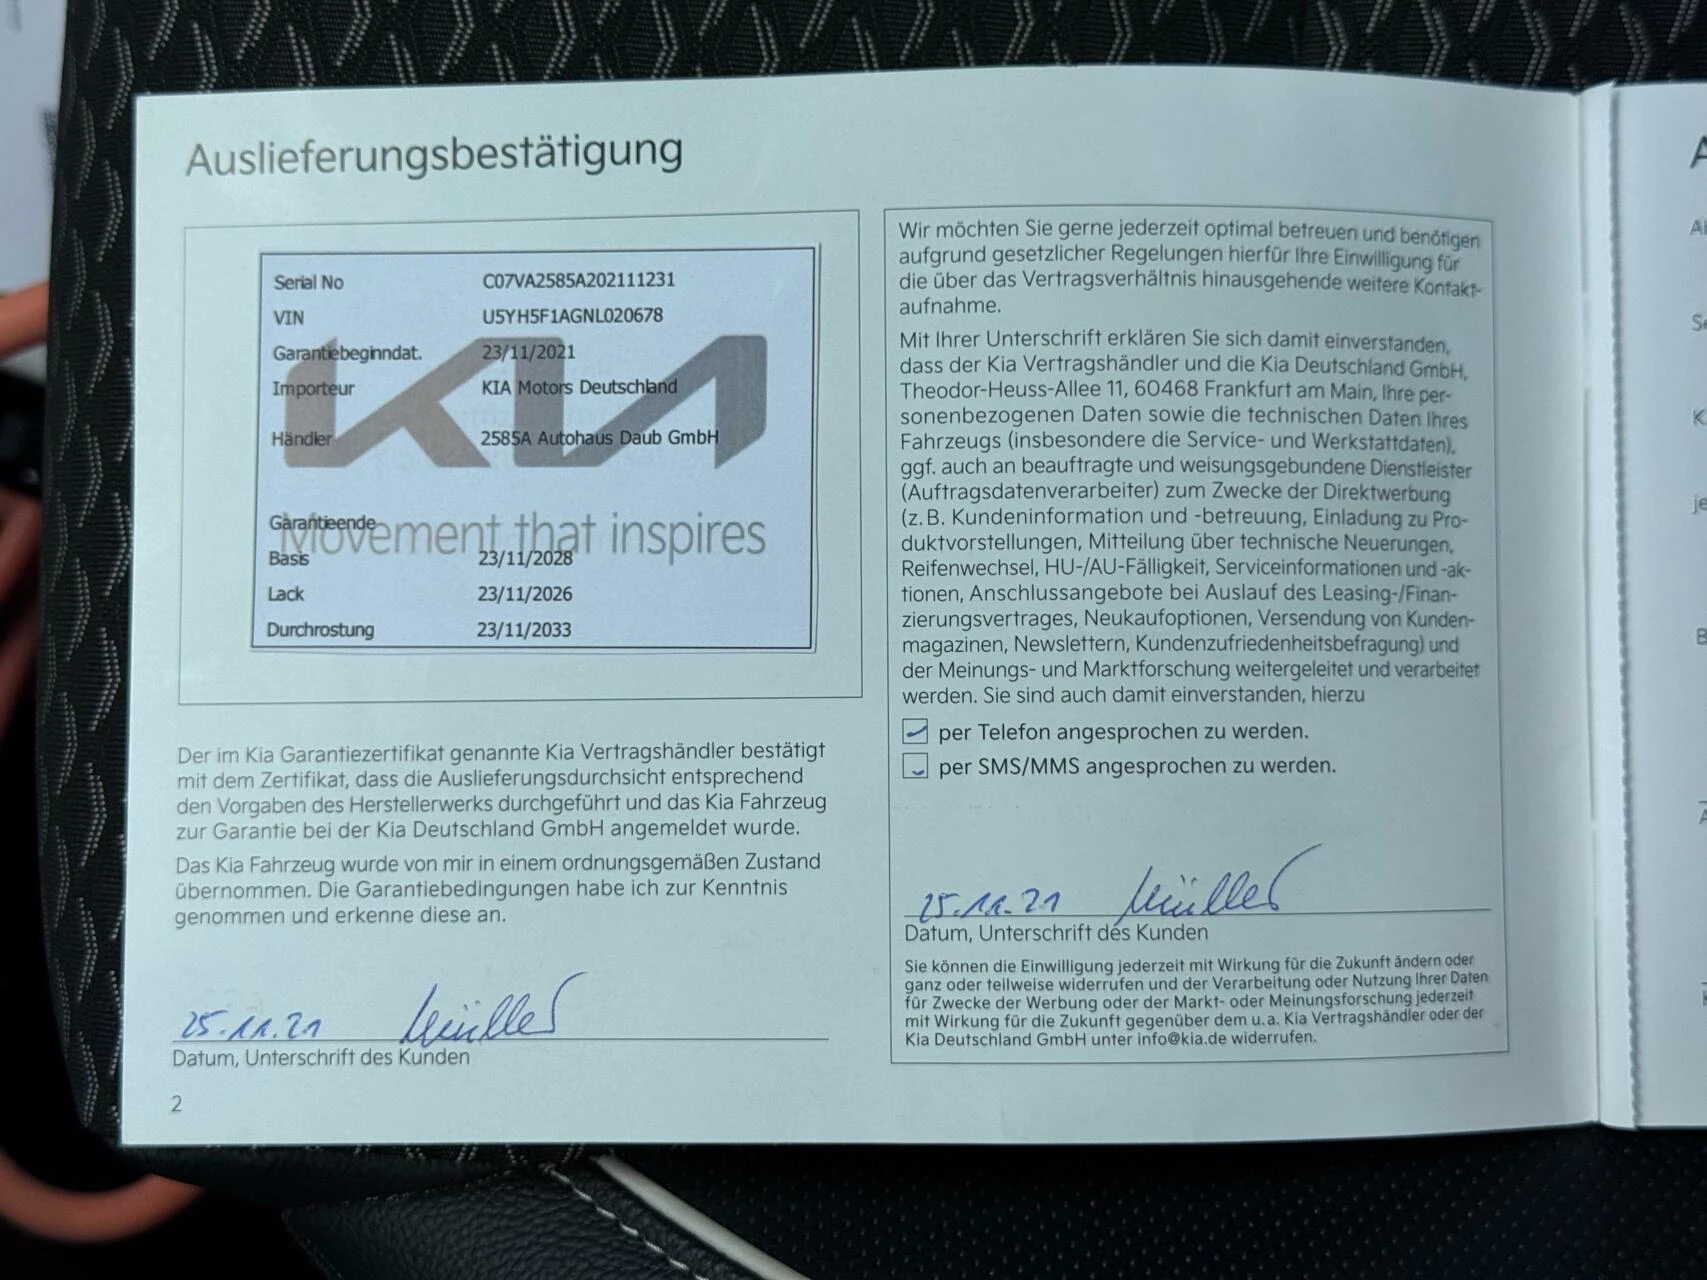 Auslieferungsbestätigung
Serial No C07VA2585A202111231
VIN U5YH5F1AGNL020678
Garantiebeginndat. 23/11/2021
Importeur KIA Motors Deutschland
Händler 2585A Autohaus Daub GmbH
KIA
Garantieende
Movement that inspires
Basis 23/11/2028
Lack 23/11/2026
Durchrostung 23/11/2033
Der im Kia Garantiezertifikat genannte Kia Vertragshändler bestätigt
mit dem Zertifikat, dass die Auslieferungsdurchsicht entsprechend
den Vorgaben des Herstellerwerks durchgeführt und das Kia Fahrzeug
zur Garantie bei der Kia Deutschland GmbH angemeldet wurde.
Das Kia Fahrzeug wurde von mir in einem ordnungsgemäßen Zustand
übernommen. Die Garantiebedingungen habe ich zur Kenntnis
genommen und erkenne diese an.
25.11.21 Müller
Datum, Unterschrift des Kunden
2
Wir möchten Sie gerne jederzeit optimal betreuen und benötigen
aufgrund gesetzlicher Regelungen hierfür Ihre Einwilligung für
die über das Vertragsverhältnis hinausgehende weitere Kontakt-
aufnahme.
Mit Ihrer Unterschrift erklären Sie sich damit einverstanden,
dass der Kia Vertragshändler und die Kia Deutschland GmbH,
Theodor-Heuss-Allee 11, 60468 Frankfurt am Main, Ihre per-
sonenbezogenen Daten sowie die technischen Daten Ihres
Fahrzeugs (insbesondere die Service- und Werkstattdaten),
ggf. auch an beauftragte und weisungsgebundene Dienstleister
(Auftragsdatenverarbeiter) zum Zwecke der Direktwerbung
(z. B. Kundeninformation und -betreuung, Einladung zu Pro-
duktvorstellungen, Mitteilung über technische Neuerungen,
Reifenwechsel, HU-/AU-Fälligkeit, Serviceinformationen und -ak-
tionen, Anschlussangebote bei Auslauf des Leasing-/Finan-
zierungsvertrages, Neukaufoptionen, Versendung von Kunden-
magazinen, Newslettern, Kundenzufriedenheitsbefragung) und
der Meinungs- und Marktforschung weitergeleitet und verarbeitet
werden. Sie sind auch damit einverstanden, hierzu
per Telefon angesprochen zu werden.
per SMS/MMS angesprochen zu werden.
25.11.21 Müller
Datum, Unterschrift des Kunden
Sie können die Einwilligung jederzeit mit Wirkung für die Zukunft ändern oder
ganz oder teilweise widerrufen und der Verarbeitung oder Nutzung Ihrer Daten
für Zwecke der Werbung oder der Markt- oder Meinungsforschung jederzeit
mit Wirkung für die Zukunft gegenüber dem u. a. Kia Vertragshändler oder der
Kia Deutschland GmbH unter info@kia.de widerrufen.